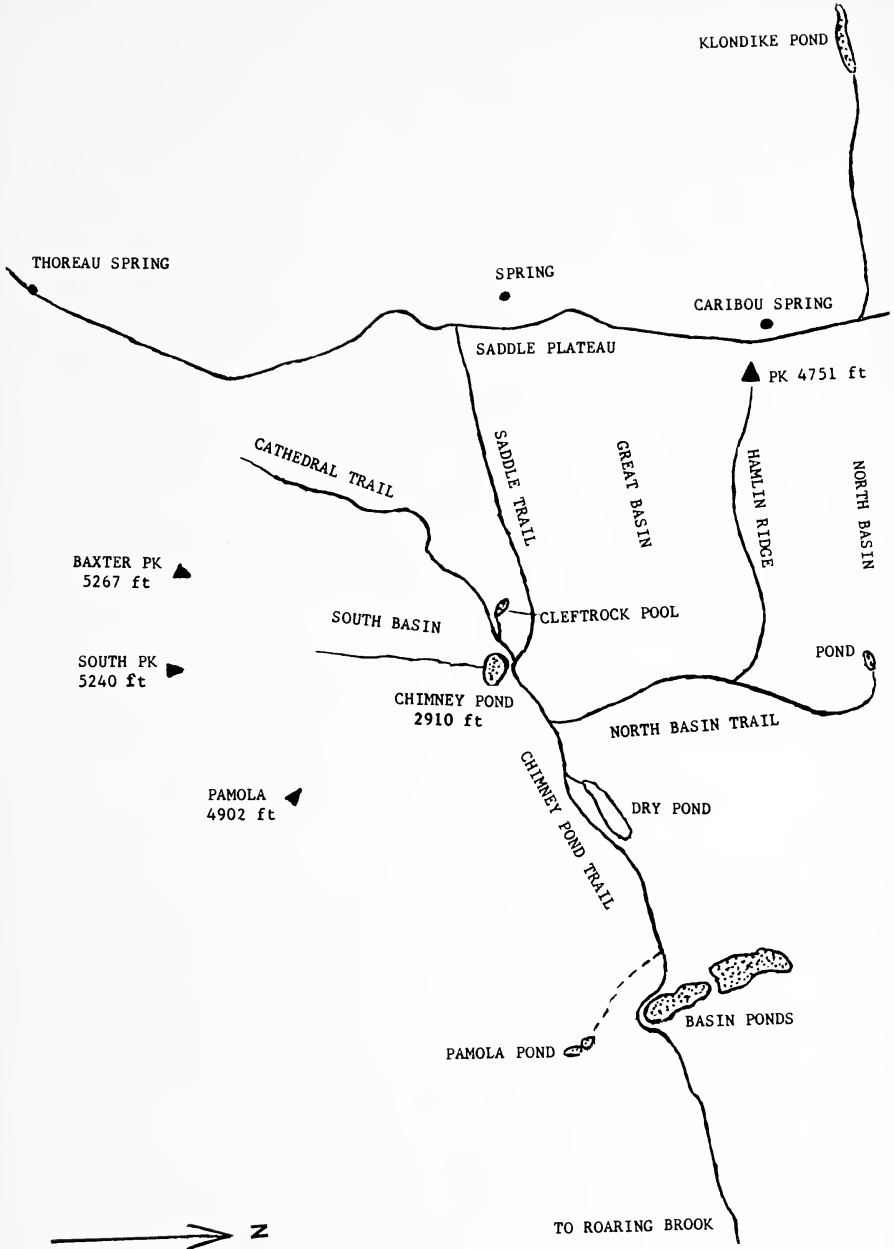 KLONDIKE POND
THOREAU SPRING
SPRING
CARIBOU SPRING
SADDLE PLATEAU
PK 4751 ft
CATHEDRAL TRAIL
SADDLE TRAIL
GREAT BASIN
HAMLIN RIDGE
NORTH BASIN
BAXTER PK
5267 ft
SOUTH BASIN
CLEFTROCK POOL
SOUTH PK
5240 ft
POND
CHIMNEY POND
2910 ft
NORTH BASIN TRAIL
PAMOLA
4902 ft
CHIMNEY POND TRAIL
DRY POND
BASIN PONDS
PAMOLA POND
N
TO ROARING BROOK